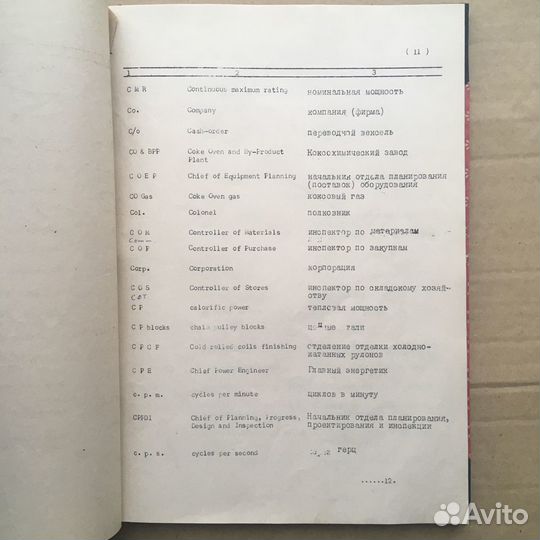 ( 11 )
1 2 3
C M R Continuous maximum rating номинальная мощность
Co. Company компания (фирма)
C/o Cash-order переводчой вексель
CO & BPP Coke Oven and By-Product Коксохимический завод
Plant
C O E P Chief of Equipment Planning начальник отдела планирования
(поставок) оборудования
CO Gas Coke Oven gas коксовый газ
Col. Colonel полковник
C O M Controller of Materials инспектор по материалам
C O P Controller of Purchase инспектор по закупкам
Corp. Corporation корпорация
C O S Controller of Stores инспектор по складскому хозяй-
ству
C P calorific power тепловая мощность
C P blocks chain pulley blocks цепные тали
C P C F Cold-rolled coils finishing отделение отделки холодно-
катанных рулонов
C P E Chief Power Engineer Главный энергетик
c. p. m. cycles per minute циклов в минуту
CPPDI Chief of Planning, Progress, Начальник отдела планирования,
Design and Inspection проектирования и инспекции
c. p. s. cycles per second герц
......12.
Avito